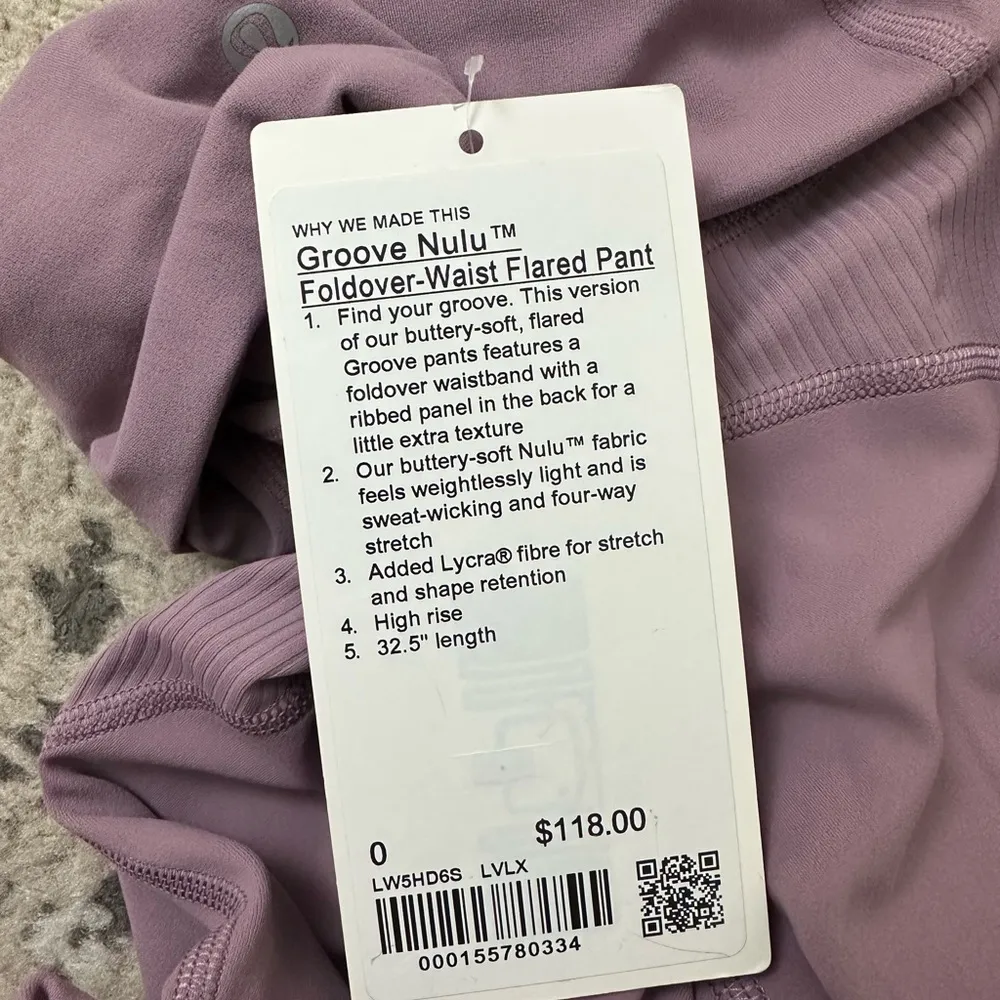 WHY WE MADE THIS
Groove Nulu™
Foldover-Waist Flared Pant
1. Find your groove. This version
of our buttery-soft, flared
Groove pants features a
foldover waistband with a
ribbed panel in the back for a
little extra texture
2. Our buttery-soft Nulu™ fabric
feels weightlessly light and is
sweat-wicking and four-way
stretch
3. Added Lycra® fibre for stretch
and shape retention
4. High rise
5. 32.5" length
0 $118.00
LW5HD6S LVLX
000155780334